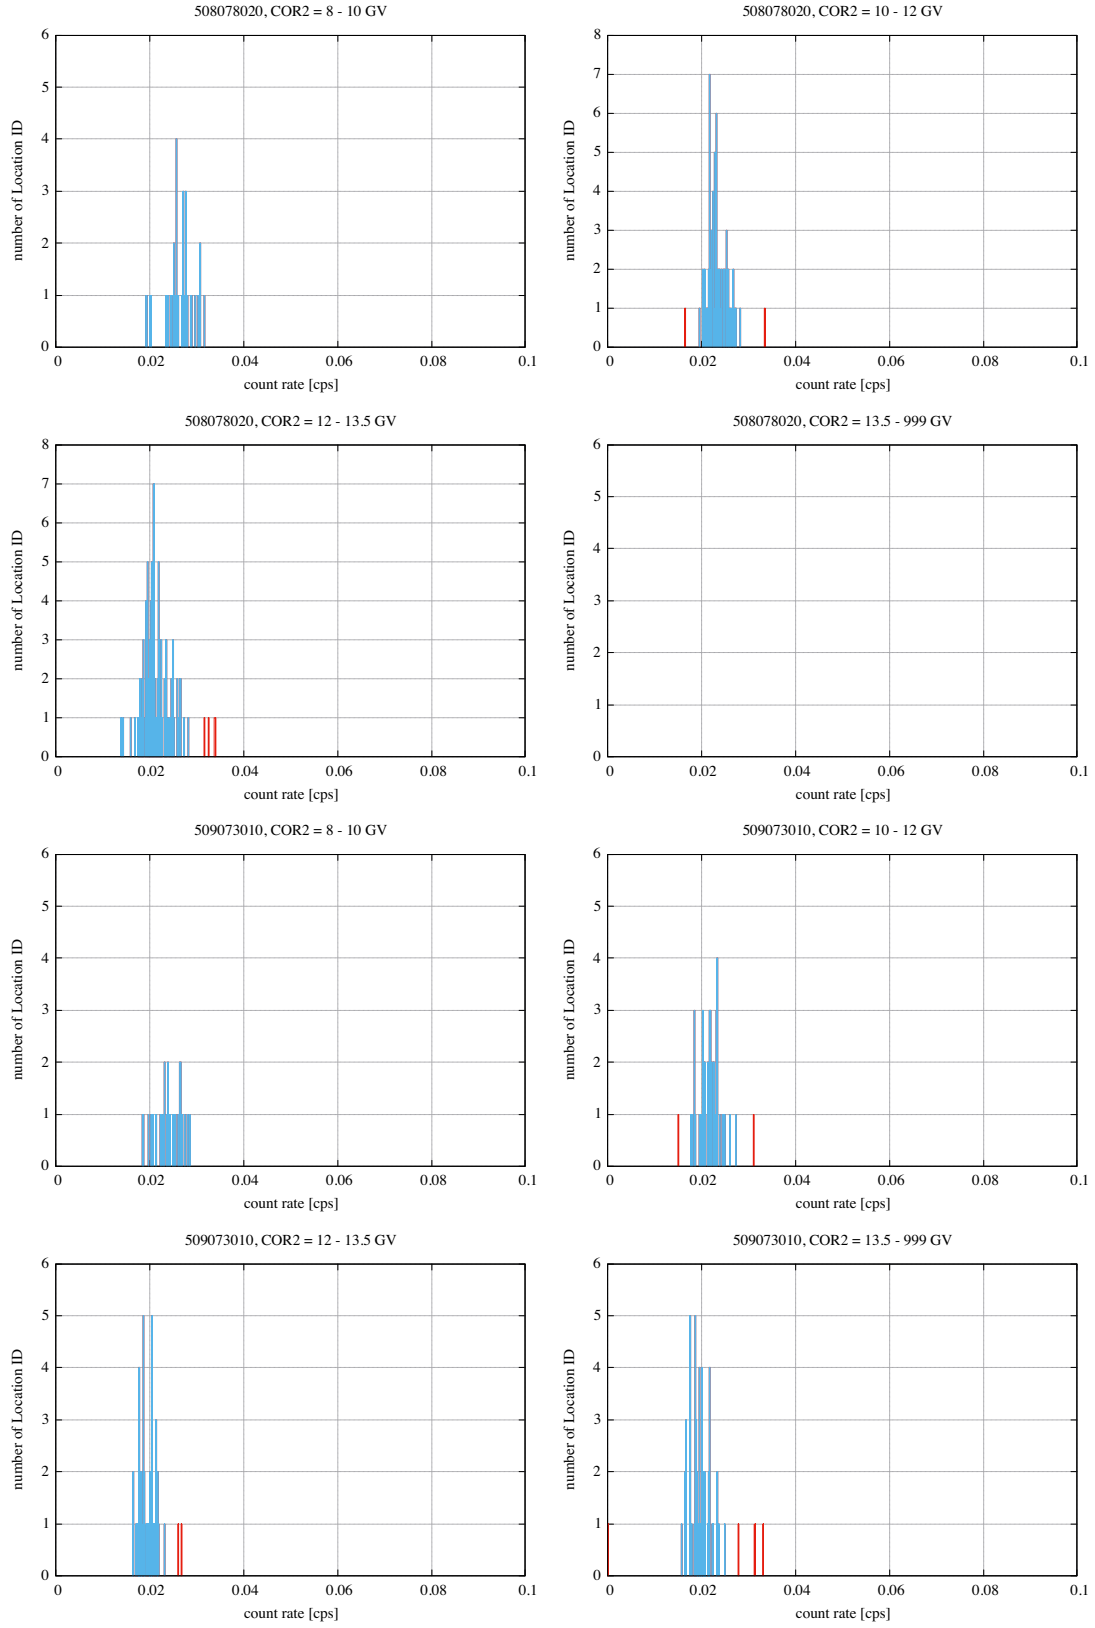 508078020, COR2 = 8 - 10 GV
number of Location ID
6
5
4
3
2
1
0
0 0.02 0.04 0.06 0.08 0.1
count rate [cps]
508078020, COR2 = 10 - 12 GV
number of Location ID
8
7
6
5
4
3
2
1
0
0 0.02 0.04 0.06 0.08 0.1
count rate [cps]
508078020, COR2 = 12 - 13.5 GV
number of Location ID
8
7
6
5
4
3
2
1
0
0 0.02 0.04 0.06 0.08 0.1
count rate [cps]
508078020, COR2 = 13.5 - 999 GV
number of Location ID
6
5
4
3
2
1
0
0 0.02 0.04 0.06 0.08 0.1
count rate [cps]
509073010, COR2 = 8 - 10 GV
number of Location ID
6
5
4
3
2
1
0
0 0.02 0.04 0.06 0.08 0.1
count rate [cps]
509073010, COR2 = 10 - 12 GV
number of Location ID
6
5
4
3
2
1
0
0 0.02 0.04 0.06 0.08 0.1
count rate [cps]
509073010, COR2 = 12 - 13.5 GV
number of Location ID
6
5
4
3
2
1
0
0 0.02 0.04 0.06 0.08 0.1
count rate [cps]
509073010, COR2 = 13.5 - 999 GV
number of Location ID
6
5
4
3
2
1
0
0 0.02 0.04 0.06 0.08 0.1
count rate [cps]